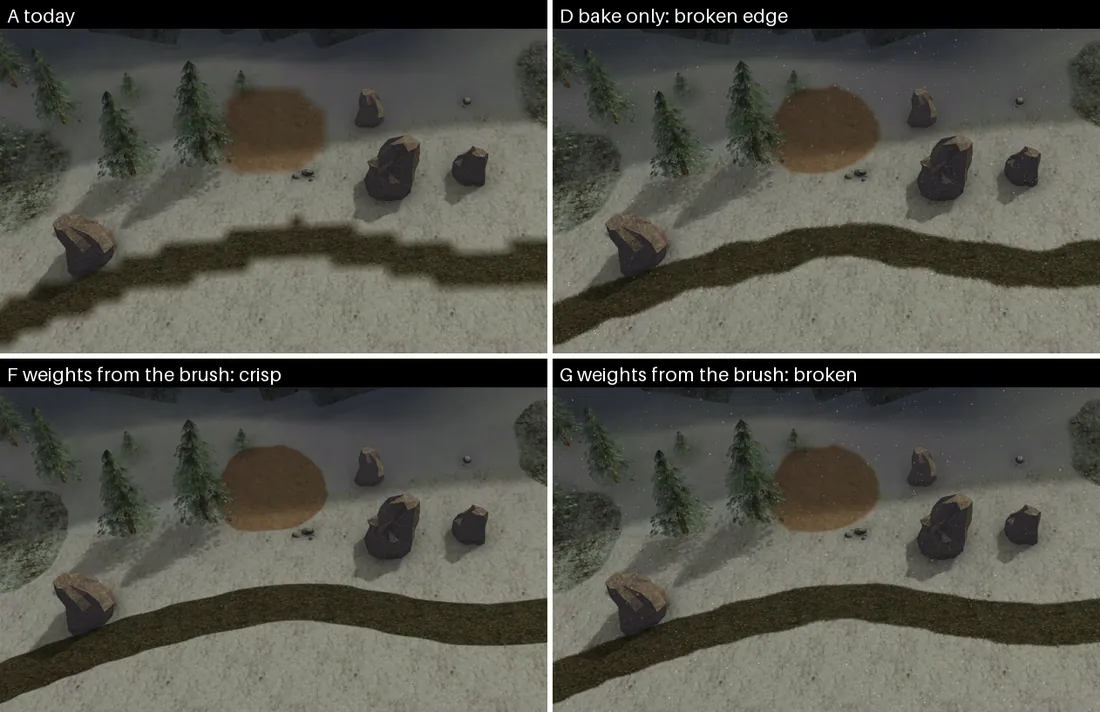 A today
D bake only: broken edge
F weights from the brush: crisp
G weights from the brush: broken